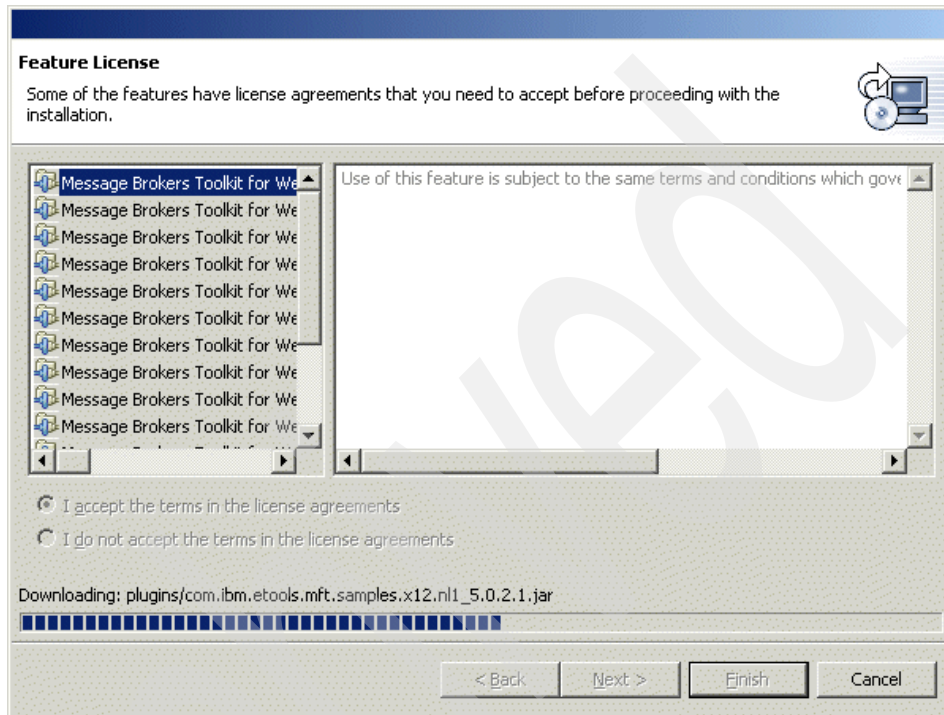 Feature License
Some of the features have license agreements that you need to accept before proceeding with the
installation.
Message Brokers Toolkit for We
Message Brokers Toolkit for We
Message Brokers Toolkit for We
Message Brokers Toolkit for We
Message Brokers Toolkit for We
Message Brokers Toolkit for We
Message Brokers Toolkit for We
Message Brokers Toolkit for We
Message Brokers Toolkit for We
Message Brokers Toolkit for We
Use of this feature is subject to the same terms and conditions which gove
I accept the terms in the license agreements
I do not accept the terms in the license agreements
Downloading: plugins/com.ibm.etools.mft.samples.x12.nl1_5.0.2.1.jar
< Back
Next >
Finish
Cancel